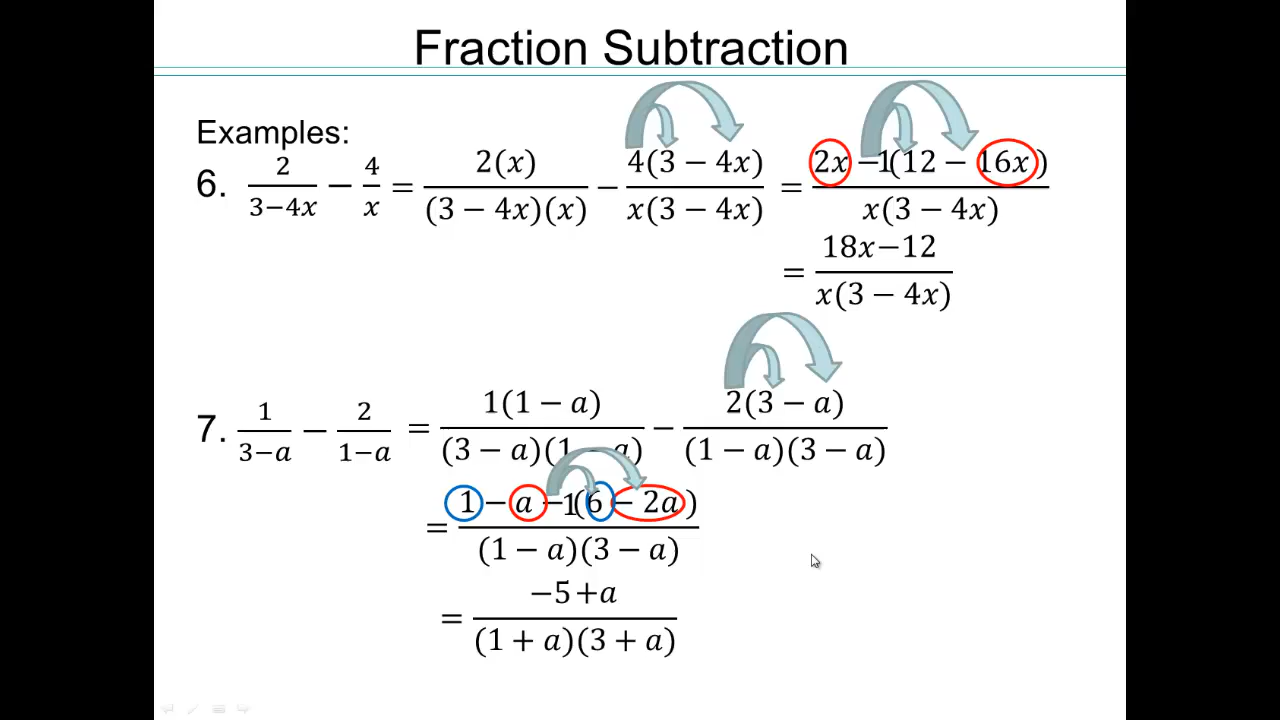 Fraction Subtraction
Examples:
6. 2/(3−4x) − 4/x = 2(x)/((3 − 4x)(x)) − 4(3 − 4x)/(x(3 − 4x)) = (2x −1(12 − 16x))/(x(3 − 4x))
= (18x−12)/(x(3 − 4x))
7. 1/(3−a) − 2/(1−a) = 1(1 − a)/((3 − a)(1 − a)) − 2(3 − a)/((1 − a)(3 − a))
= (1 − a −1(6 − 2a))/((1 − a)(3 − a))
= (−5+a)/((1 + a)(3 + a))